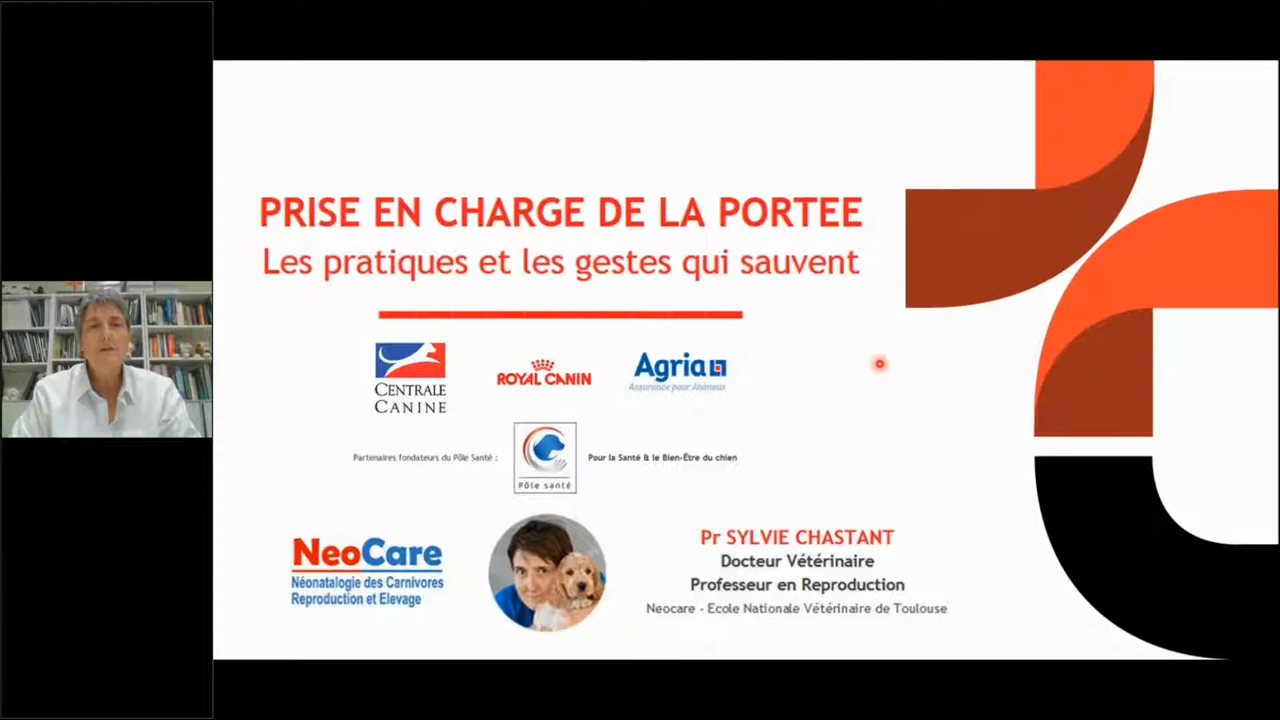 PRISE EN CHARGE DE LA PORTEE
Les pratiques et les gestes qui sauvent
CENTRALE
CANINE
ROYAL CANIN
Agria
Assurance pour Animaux
Partenaires fondateurs du Pôle Santé :
Pôle santé
Pour la Santé & le Bien-Être du chien
NeoCare
Néonatalogie des Carnivores
Reproduction et Elevage
Pr SYLVIE CHASTANT
Docteur Vétérinaire
Professeur en Reproduction
Neocare - Ecole Nationale Vétérinaire de Toulouse